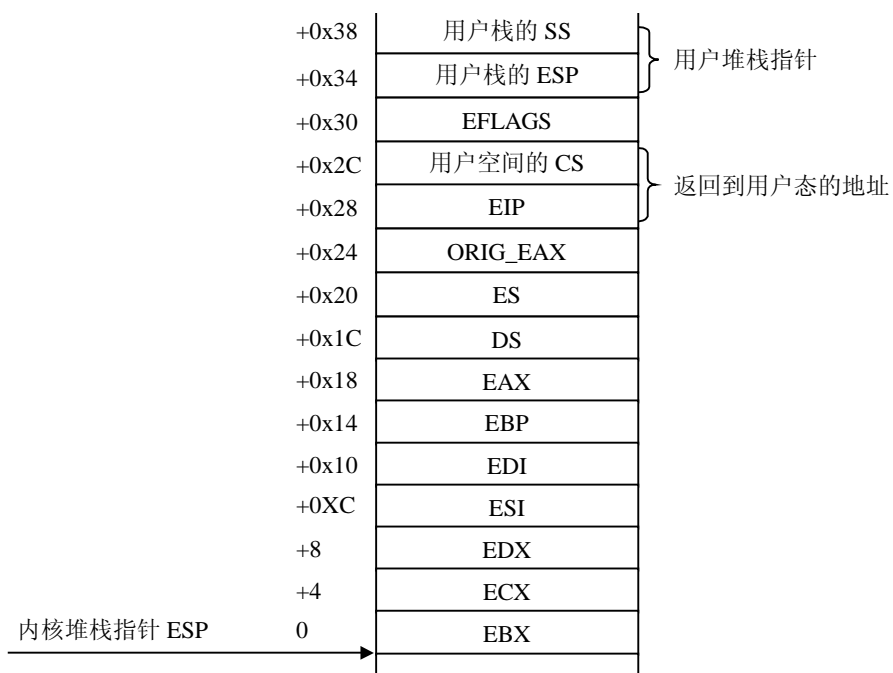 +0x38 用户栈的 SS
用户堆栈指针
+0x34 用户栈的 ESP
+0x30 EFLAGS
+0x2C 用户空间的 CS
返回到用户态的地址
+0x28 EIP
+0x24 ORIG_EAX
+0x20 ES
+0x1C DS
+0x18 EAX
+0x14 EBP
+0x10 EDI
+0XC ESI
+8 EDX
+4 ECX
内核堆栈指针 ESP 0 EBX